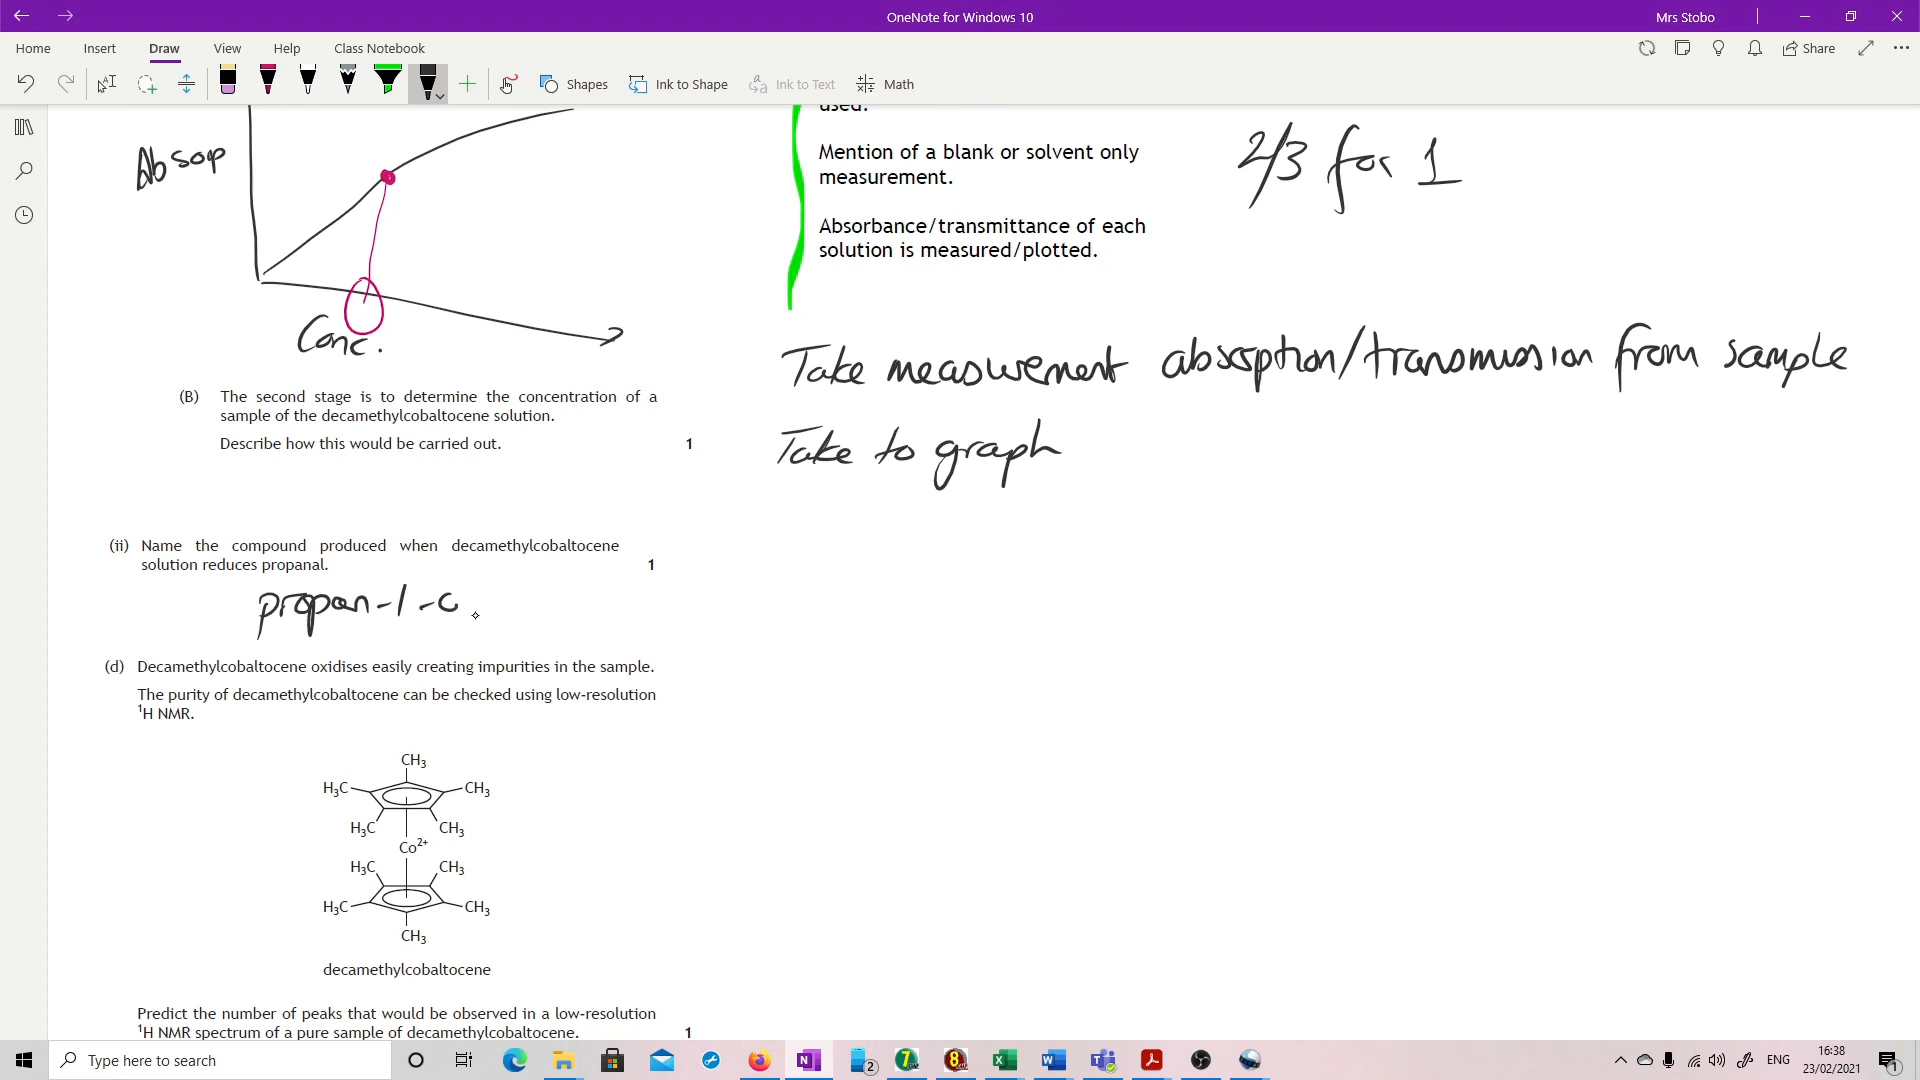 OneNote for Windows 10
Mrs Stobo
Home Insert Draw View Help Class Notebook
Share
Shapes Ink to Shape Ink to Text Math
used.
Absop
Mention of a blank or solvent only
measurement.
2/3 for 1
Absorbance/transmittance of each
solution is measured/plotted.
Conc.
Take measurement absorption/transmission from sample
(B) The second stage is to determine the concentration of a
sample of the decamethylcobaltocene solution.
Describe how this would be carried out. 1
Take to graph
(ii) Name the compound produced when decamethylcobaltocene
solution reduces propanal. 1
propan-1-o
(d) Decamethylcobaltocene oxidises easily creating impurities in the sample.
The purity of decamethylcobaltocene can be checked using low-resolution
¹H NMR.
CH₃
H₃C CH₃
H₃C CH₃
Co²⁺
H₃C CH₃
H₃C CH₃
CH₃
decamethylcobaltocene
Predict the number of peaks that would be observed in a low-resolution
¹H NMR spectrum of a pure sample of decamethylcobaltocene. 1
Type here to search
ENG
16:38
23/02/2021